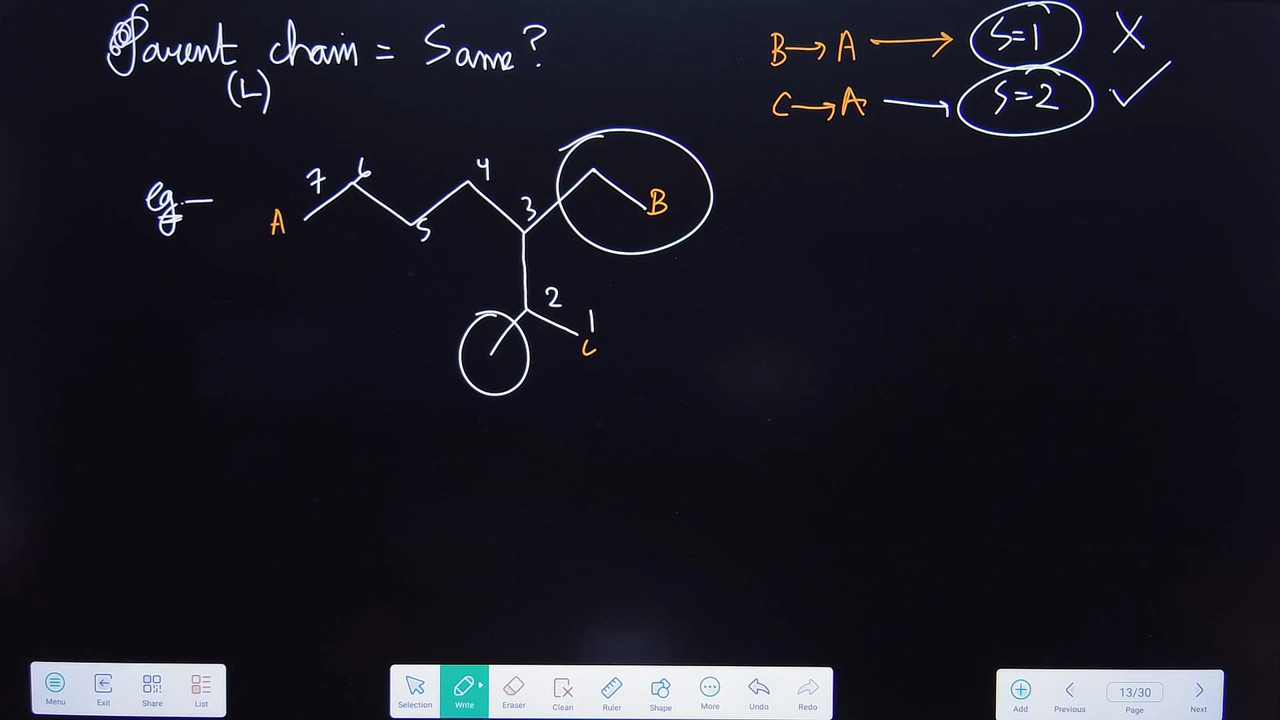 Parent chain = Same?
(L)
B → A → S=1 X
C → A → S=2 ✓
eg:-
A 7 6 5 4 3 B
2
1
C
Menu Exit Share List
Selection Write Eraser Clean Ruler Shape More Undo Redo
Add Previous 13/30 Page Next